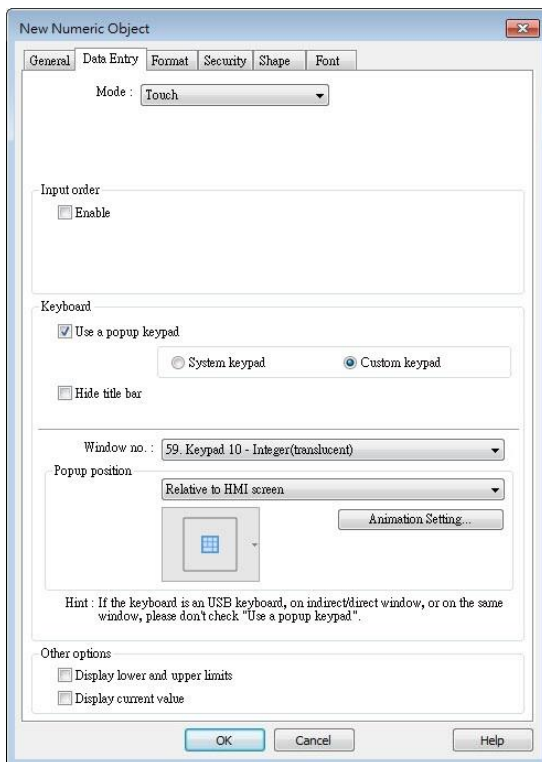 New Numeric Object
General Data Entry Format Security Shape Font
Mode : Touch
Input order
Enable
Keyboard
Use a popup keypad
System keypad Custom keypad
Hide title bar
Window no. : 59. Keypad 10 - Integer(translucent)
Popup position
Relative to HMI screen
Animation Setting...
Hint : If the keyboard is an USB keyboard, on indirect/direct window, or on the same
window, please don't check "Use a popup keypad".
Other options
Display lower and upper limits
Display current value
OK Cancel Help